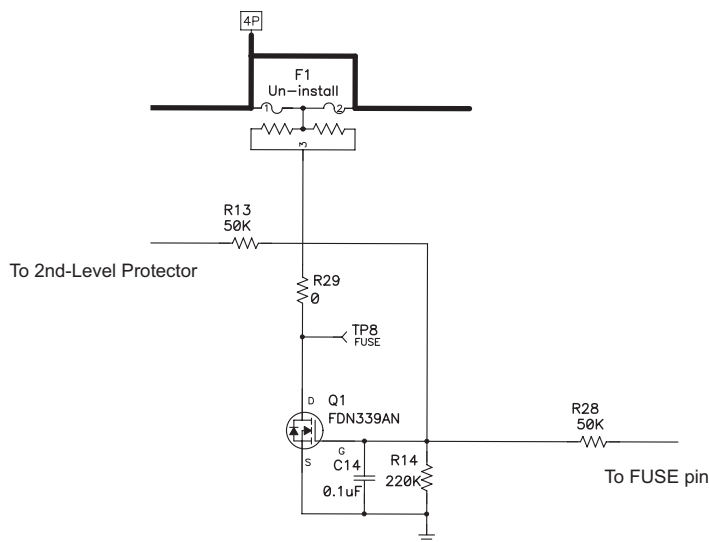 4P
F1
Un-install
1 2
3
R13
50K
To 2nd-Level Protector
R29
0
TP8
FUSE
D Q1
FDN339AN
R28
50K
G
S C14 R14
0.1uF 220K
To FUSE pin